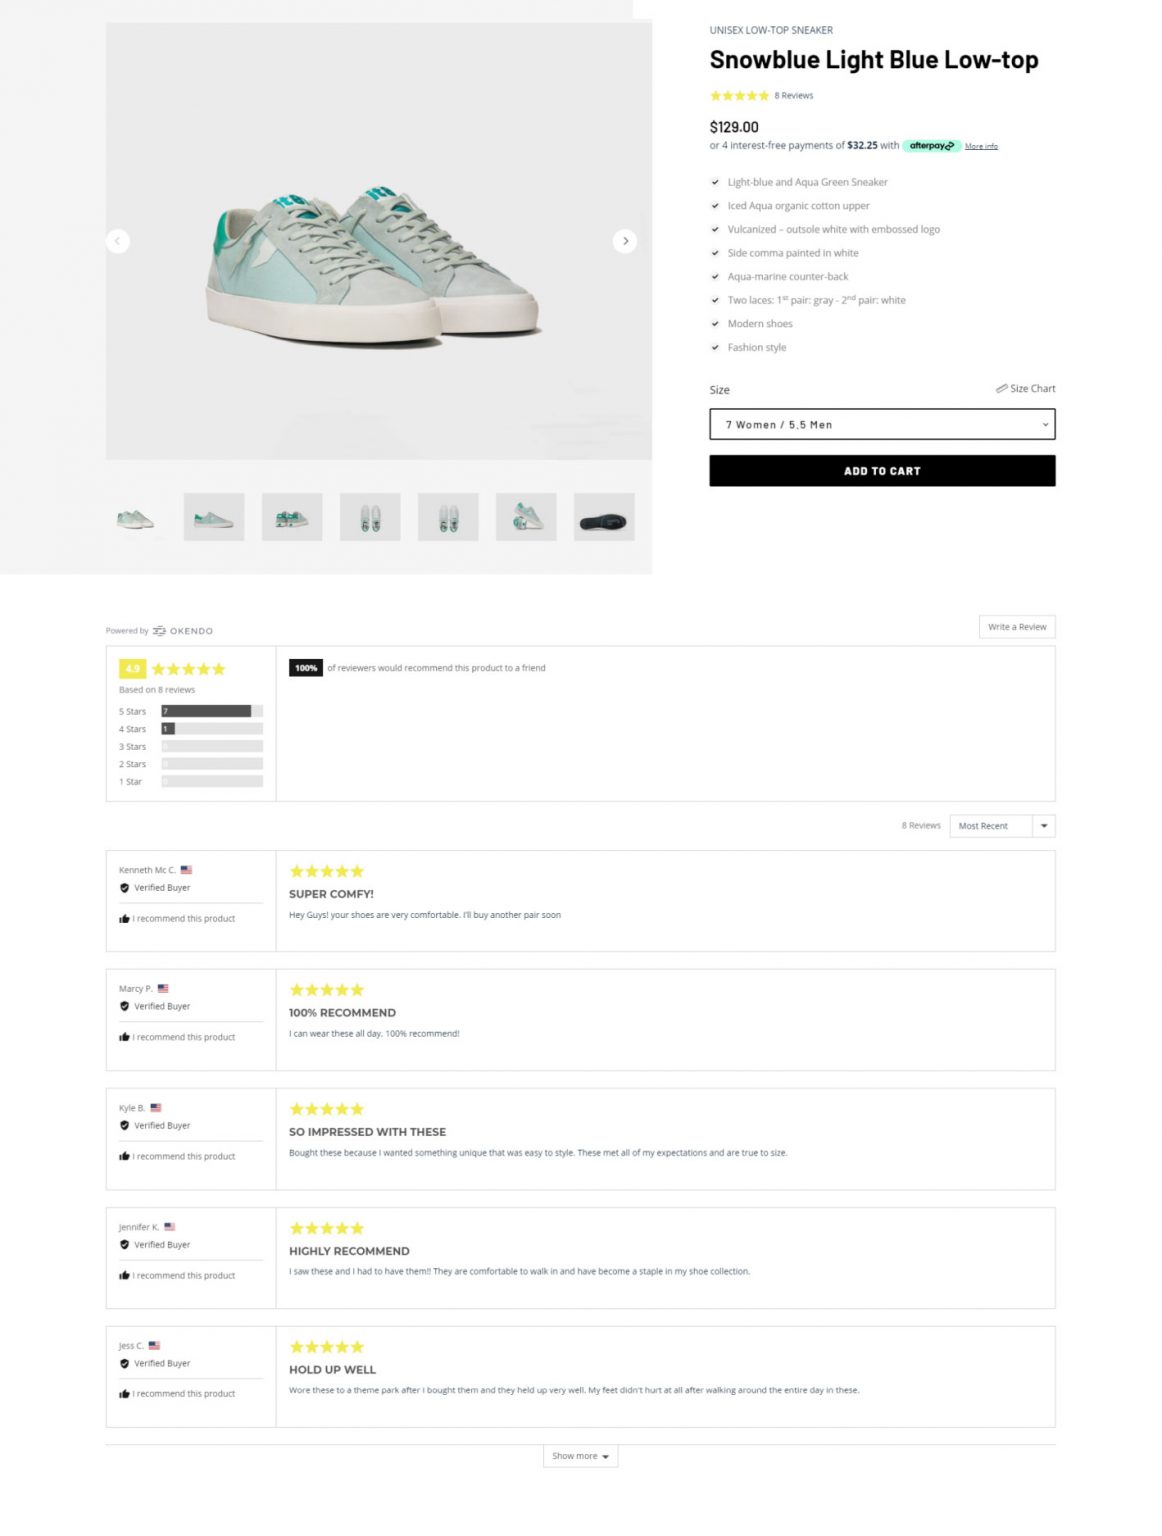 UNISEX LOW-TOP SNEAKER
Snowblue Light Blue Low-top
8 Reviews
$129.00
or 4 interest-free payments of $32.25 with afterpay More info
Light-blue and Aqua Green Sneaker
Iced Aqua organic cotton upper
Vulcanized – outsole white with embossed logo
Side comma painted in white
Aqua-marine counter-back
Two laces: 1st pair: gray - 2nd pair: white
Modern shoes
Fashion style
Size
Size Chart
7 Women / 5.5 Men
ADD TO CART
Powered by OKENDO
Write a Review
4.9
Based on 8 reviews
5 Stars 7
4 Stars 1
3 Stars 0
2 Stars 0
1 Star 0
100% of reviewers would recommend this product to a friend
8 Reviews
Most Recent
Kenneth Mc C.
Verified Buyer
I recommend this product
SUPER COMFY!
Hey Guys! your shoes are very comfortable. I'll buy another pair soon
Marcy P.
Verified Buyer
I recommend this product
100% RECOMMEND
I can wear these all day. 100% recommend!
Kyle B.
Verified Buyer
I recommend this product
SO IMPRESSED WITH THESE
Bought these because I wanted something unique that was easy to style. These met all of my expectations and are true to size.
Jennifer K.
Verified Buyer
I recommend this product
HIGHLY RECOMMEND
I saw these and I had to have them!! They are comfortable to walk in and have become a staple in my shoe collection.
Jess C.
Verified Buyer
I recommend this product
HOLD UP WELL
Wore these to a theme park after I bought them and they held up very well. My feet didn't hurt at all after walking around the entire day in these.
Show more